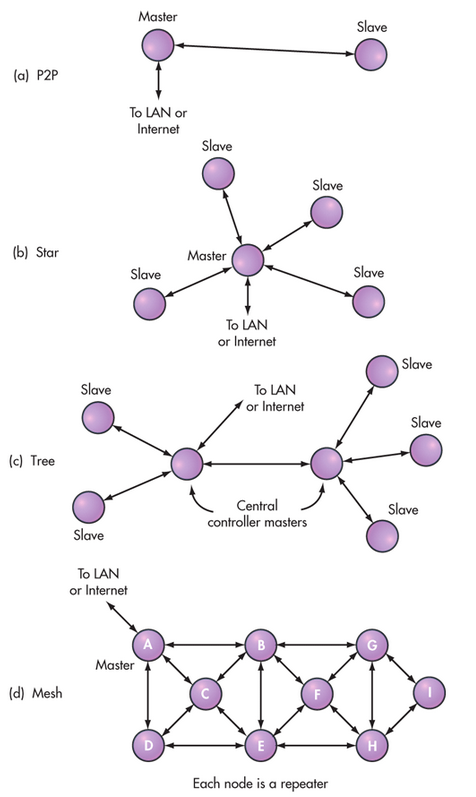 Master
Slave
(a) P2P
To LAN or
Internet
Slave
Slave
(b) Star
Master
Slave
Slave
To LAN
or Internet
Slave
Slave
To LAN
or Internet
Slave
(c) Tree
Central
controller masters
Slave
Slave
To LAN
or Internet
A
B
G
Master
(d) Mesh
C
F
I
D
E
H
Each node is a repeater